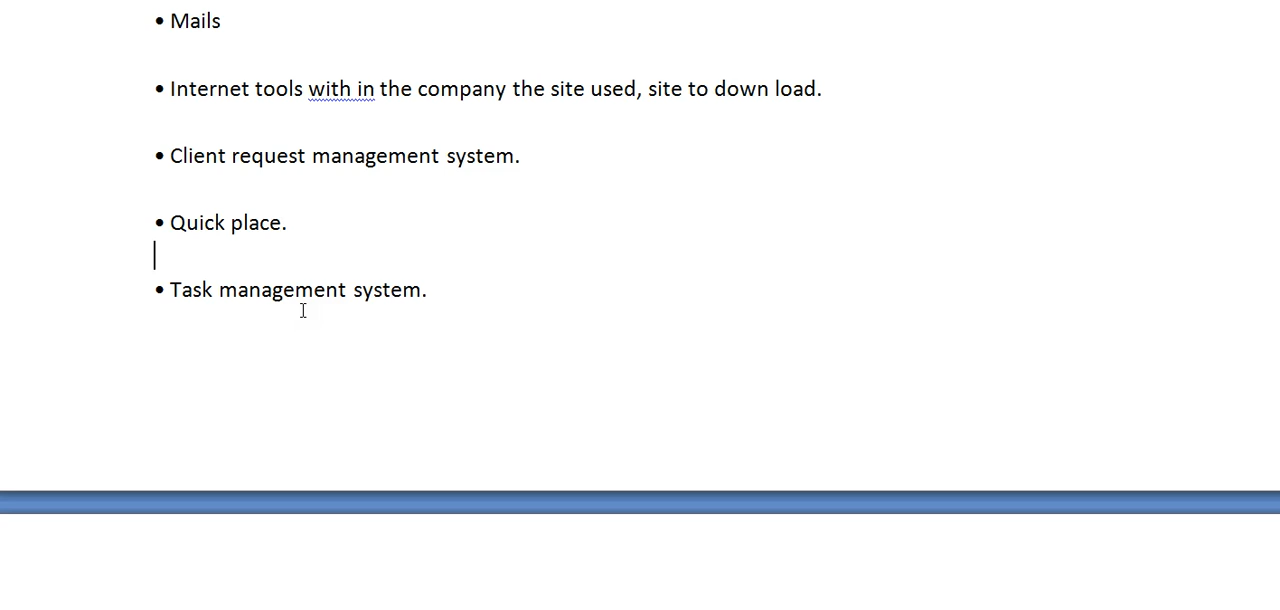 • Mails
• Internet tools with in the company the site used, site to down load.
• Client request management system.
• Quick place.
• Task management system.